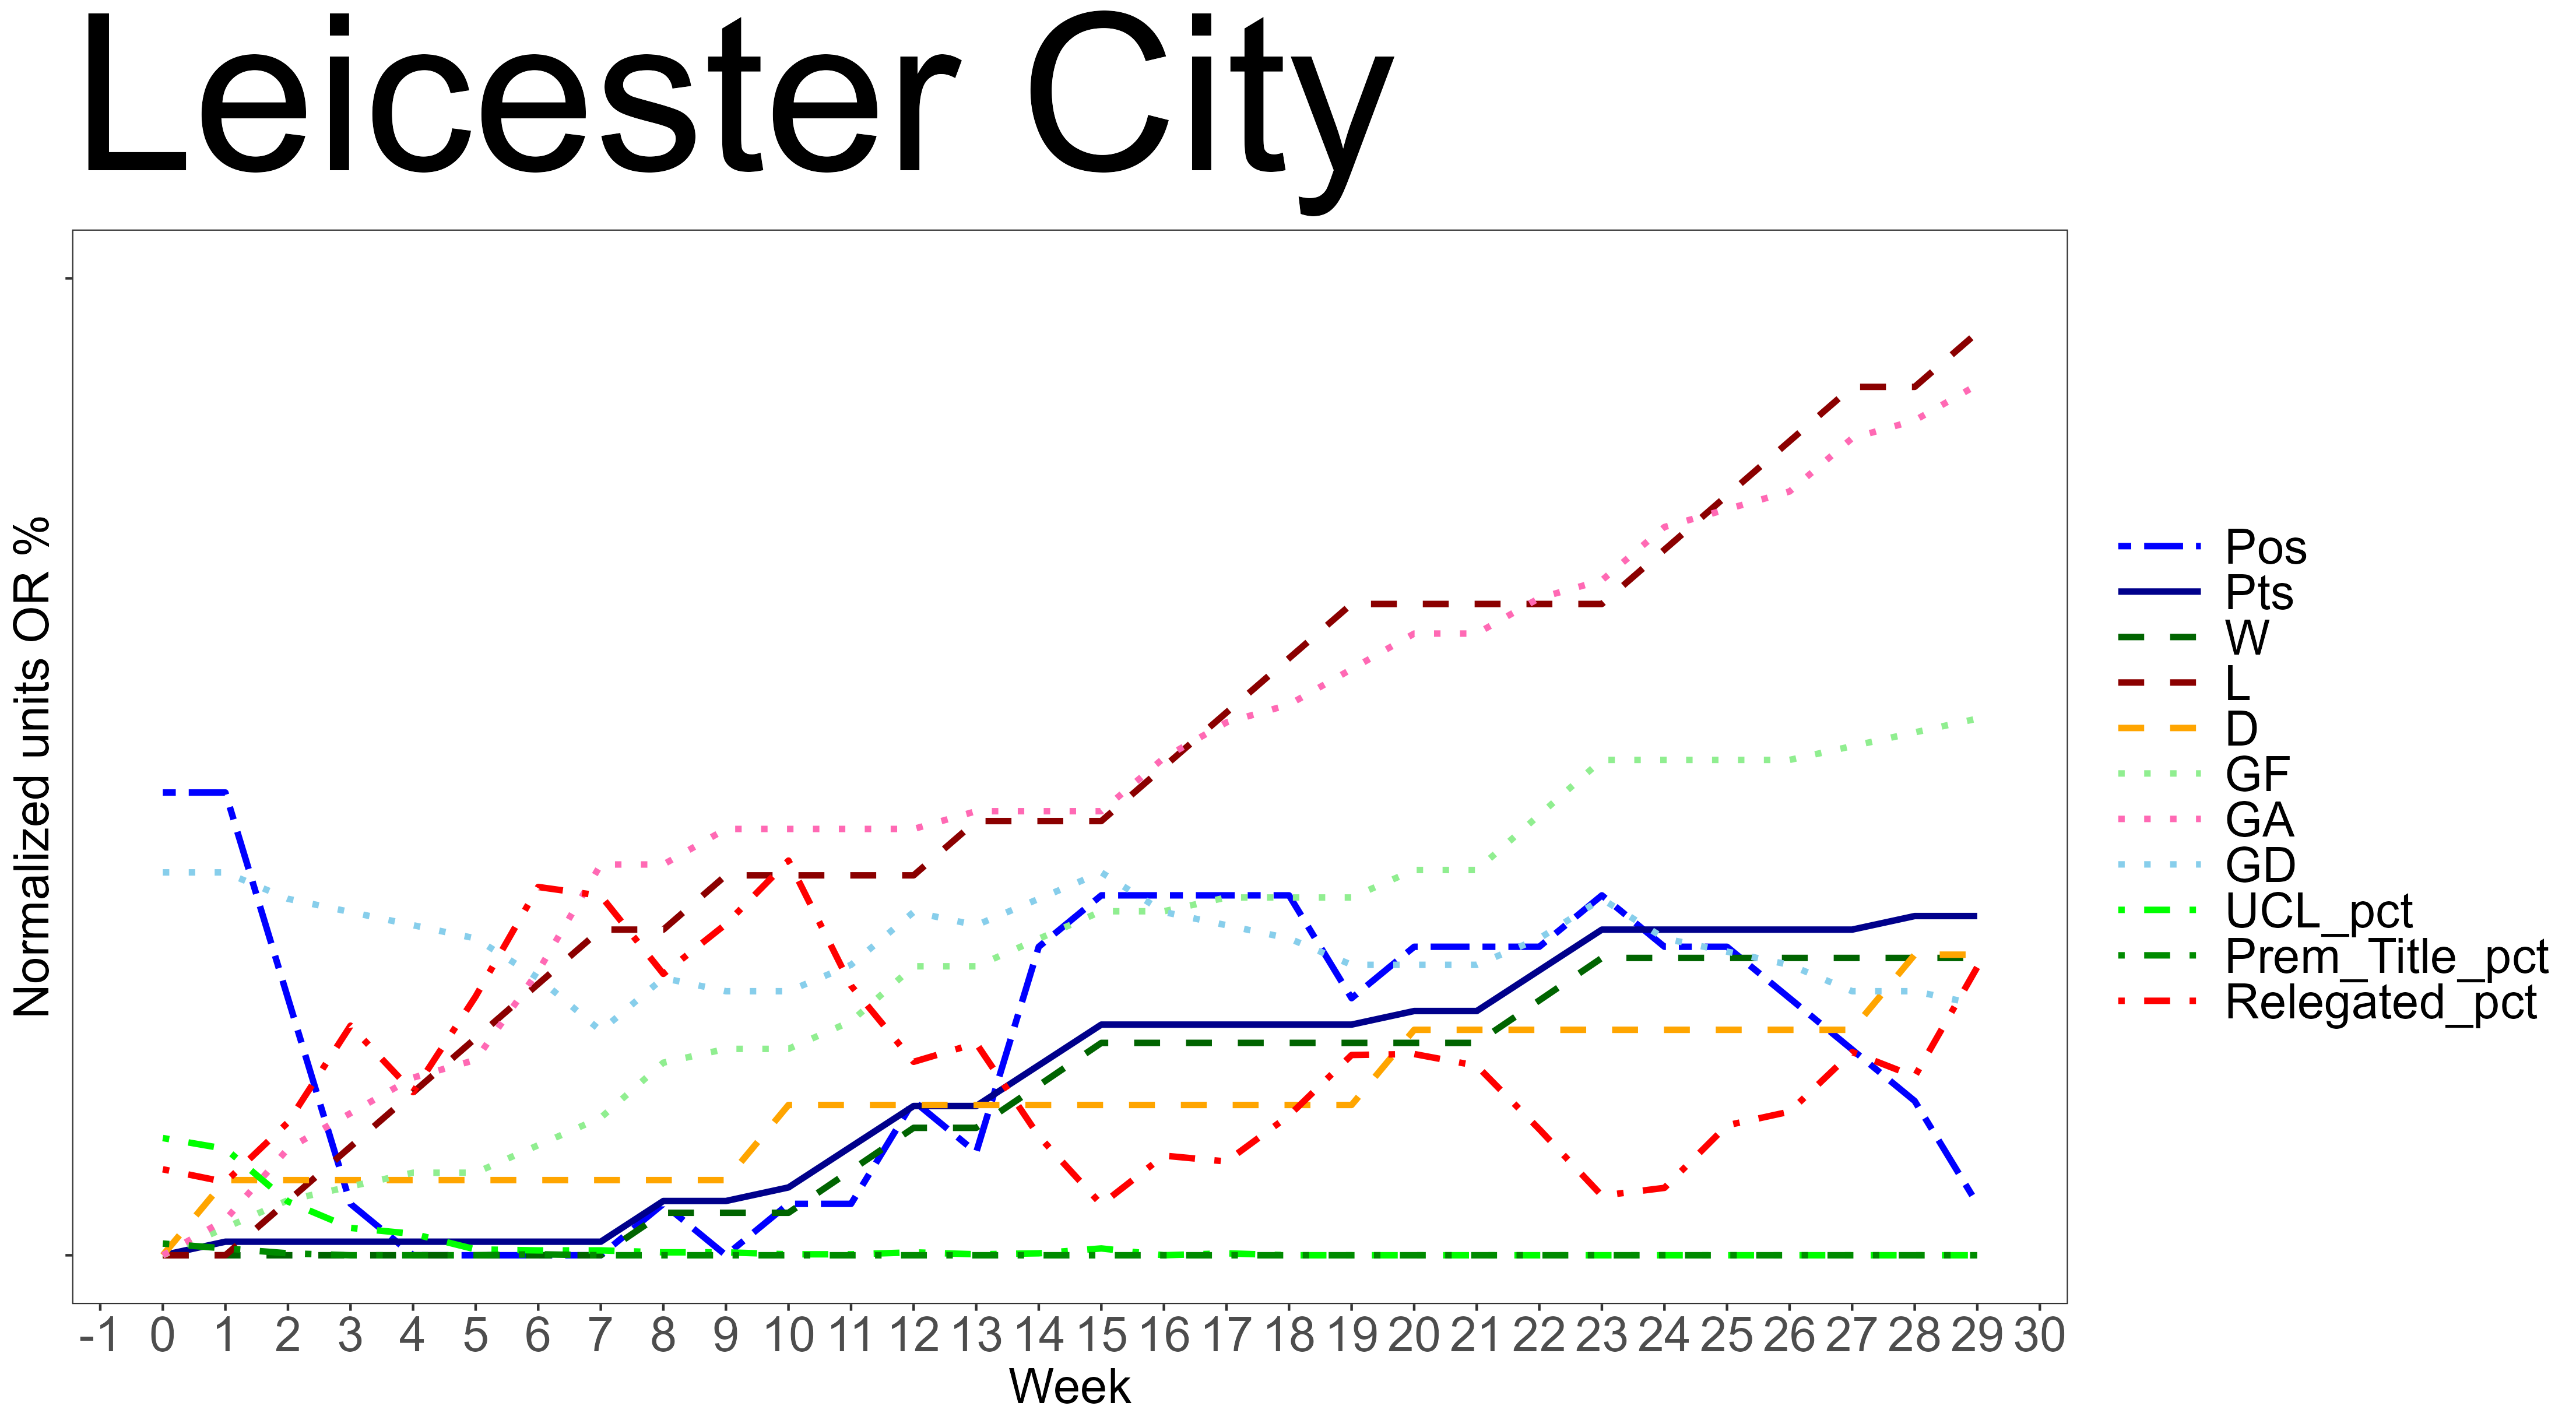 Leicester City
Normalized units OR %
Pos
Pts
W
L
D
GF
GA
GD
UCL_pct
Prem_Title_pct
Relegated_pct
-1 0 1 2 3 4 5 6 7 8 9 10 11 12 13 14 15 16 17 18 19 20 21 22 23 24 25 26 27 28 29 30
Week